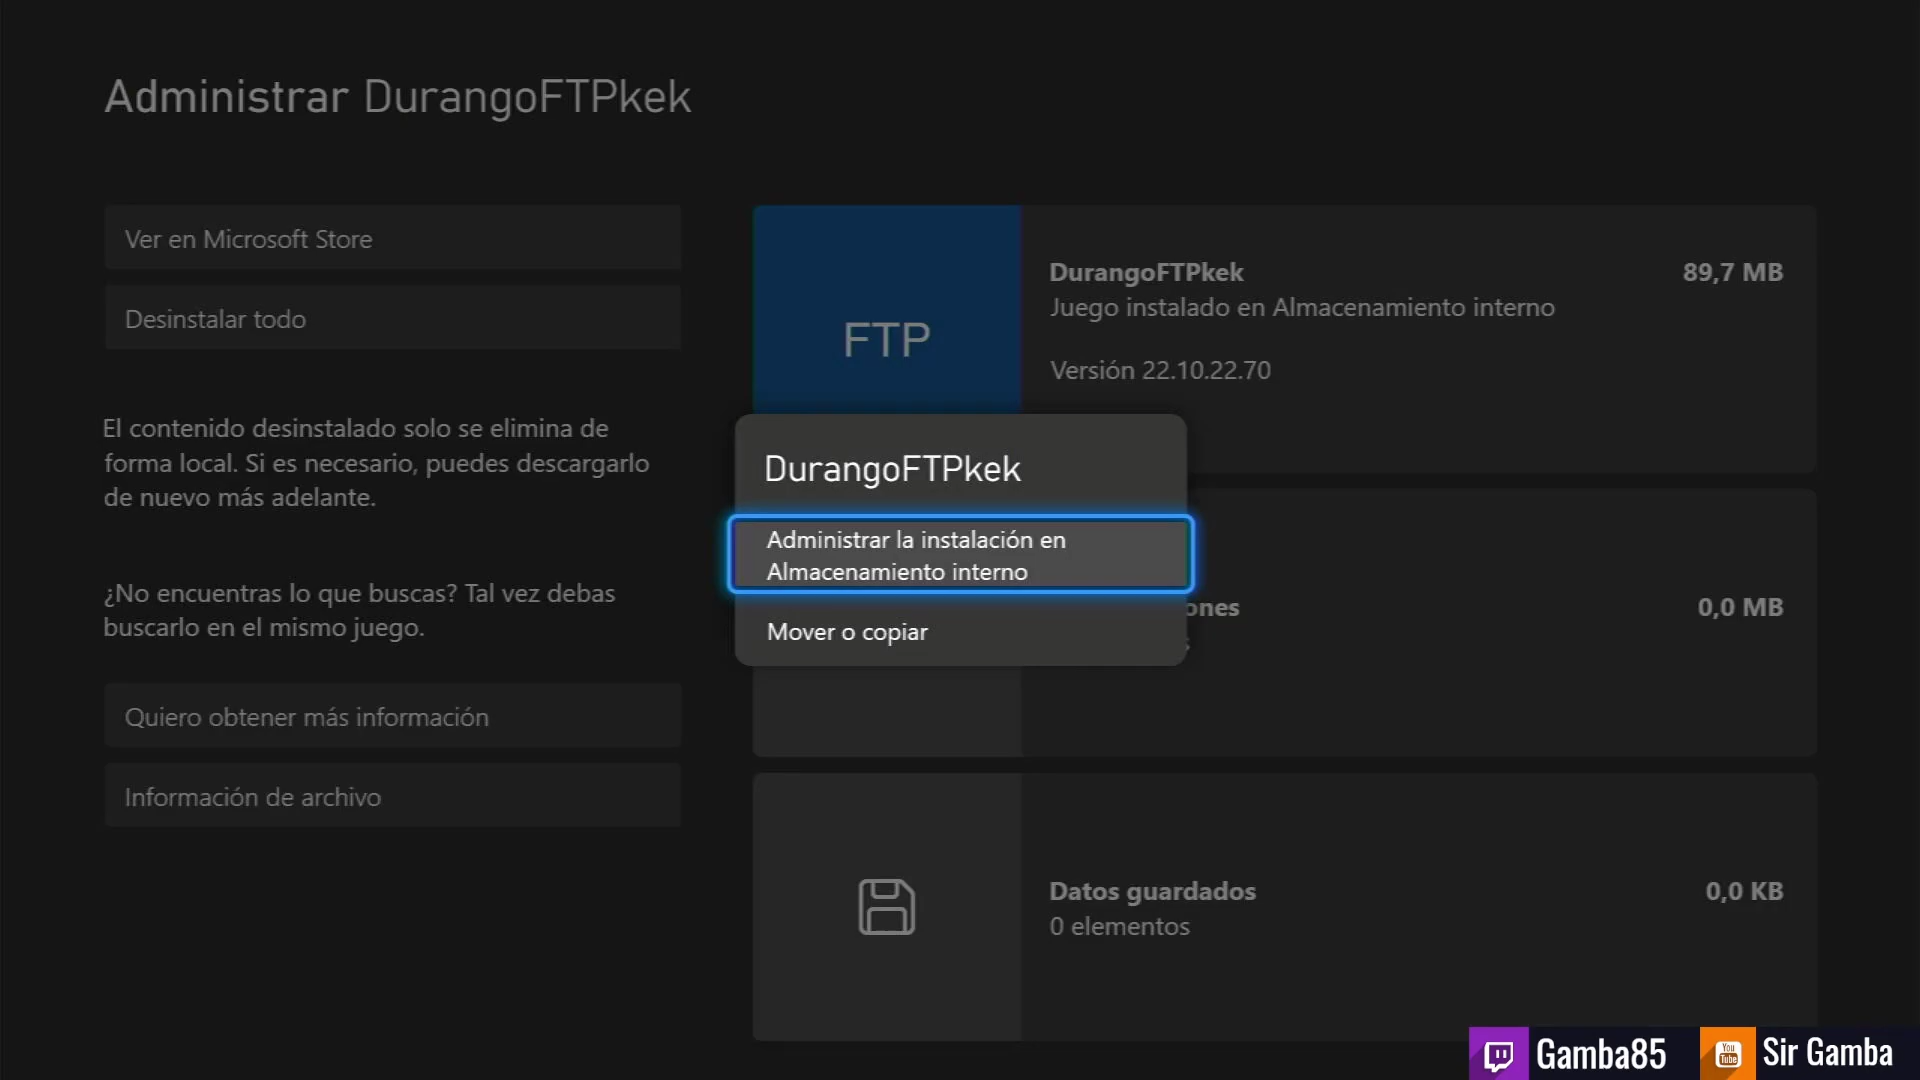 Administrar DurangoFTPkek
Ver en Microsoft Store
Desinstalar todo
El contenido desinstalado solo se elimina de
forma local. Si es necesario, puedes descargarlo
de nuevo más adelante.
¿No encuentras lo que buscas? Tal vez debas
buscarlo en el mismo juego.
Quiero obtener más información
Información de archivo
FTP
DurangoFTPkek
89,7 MB
Juego instalado en Almacenamiento interno
Versión 22.10.22.70
DurangoFTPkek
Administrar la instalación en
Almacenamiento interno
Mover o copiar
ones
0,0 MB
Datos guardados
0,0 KB
0 elementos
Gamba85
You
Tube
Sir Gamba